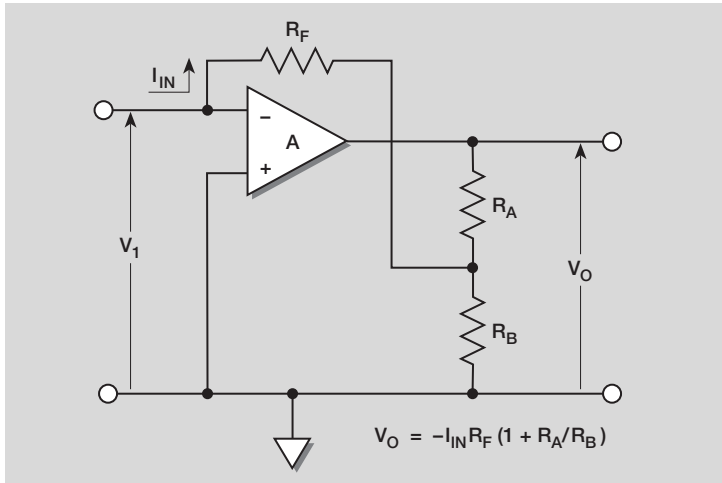 R_F
I_IN
−
A
+
R_A
V_1
V_O
R_B
V_O = −I_IN R_F (1 + R_A/R_B)